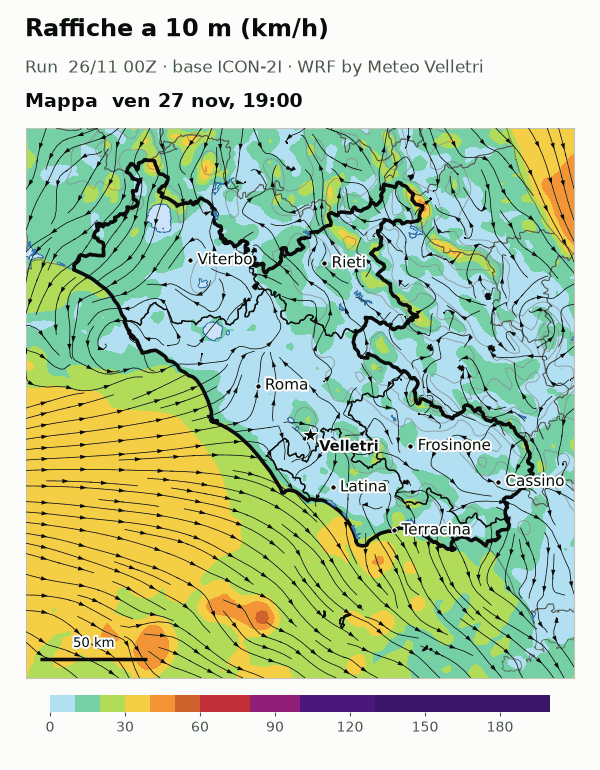 Raffiche a 10 m (km/h)
Run  26/11 00Z · base ICON-2I · WRF by Meteo Velletri
Mappa  ven 27 nov, 19:00
Viterbo
Rieti
Roma
Velletri
Frosinone
Cassino
Latina
Terracina
50 km
0 30 60 90 120 150 180